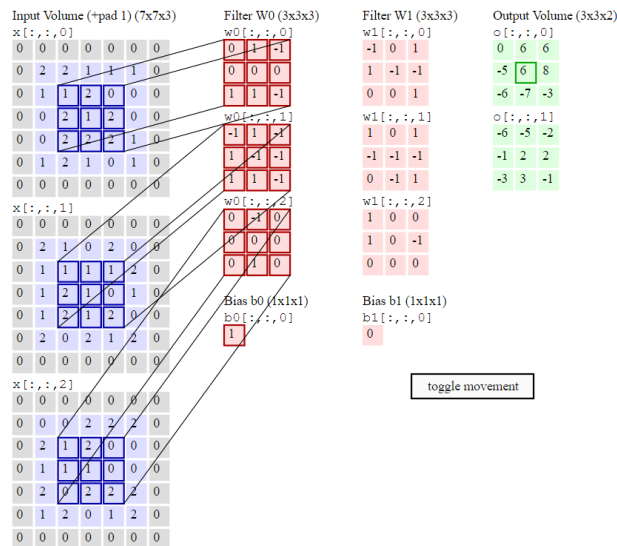 Input Volume (+pad 1) (7x7x3)
x[:,:,0]
0 0 0 0 0 0 0
0 2 2 1 1 1 0
0 1 1 2 0 0 0
0 0 2 1 2 0 0
0 0 2 2 2 1 0
0 1 2 1 0 1 0
0 0 0 0 0 0 0
x[:,:,1]
0 0 0 0 0 0 0
0 2 1 0 2 0 0
0 1 1 1 1 2 0
0 1 2 1 0 1 0
0 1 2 1 2 0 0
0 2 0 2 1 2 0
0 0 0 0 0 0 0
x[:,:,2]
0 0 0 0 0 0 0
0 0 0 2 2 2 0
0 2 1 2 0 0 0
0 1 1 1 0 0 0
0 2 0 2 2 2 0
0 1 2 0 1 2 0
0 0 0 0 0 0 0
Filter W0 (3x3x3)
w0[:,:,0]
0 1 -1
0 0 0
1 1 -1
w0[:,:,1]
-1 1 -1
1 -1 -1
1 1 -1
w0[:,:,2]
0 -1 0
0 0 0
0 1 0
Bias b0 (1x1x1)
b0[:,:,0]
1
Filter W1 (3x3x3)
w1[:,:,0]
-1 0 1
1 -1 -1
0 0 1
w1[:,:,1]
1 0 1
-1 -1 -1
0 -1 1
w1[:,:,2]
1 0 0
1 0 -1
0 0 0
Bias b1 (1x1x1)
b1[:,:,0]
0
Output Volume (3x3x2)
o[:,:,0]
0 6 6
-5 6 8
-6 -7 -3
o[:,:,1]
-6 -5 -2
-1 2 2
-3 3 -1
toggle movement